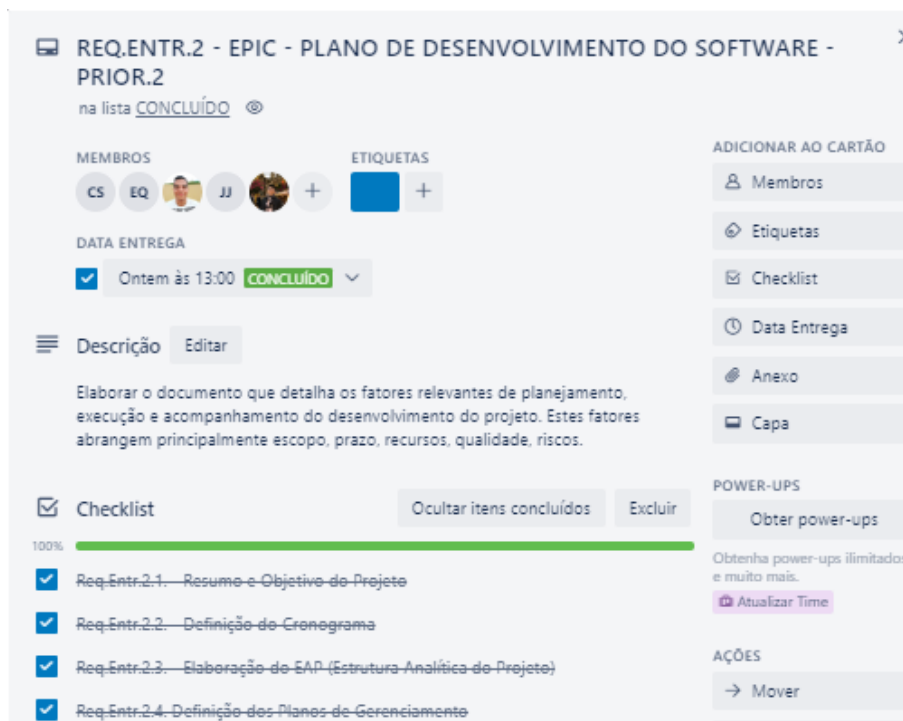 REQ.ENTR.2 - EPIC - PLANO DE DESENVOLVIMENTO DO SOFTWARE -
PRIOR.2
na lista CONCLUÍDO
MEMBROS
ETIQUETAS
CS EQ JJ +
+
DATA ENTREGA
Ontem às 13:00 CONCLUÍDO
Descrição Editar
Elaborar o documento que detalha os fatores relevantes de planejamento,
execução e acompanhamento do desenvolvimento do projeto. Estes fatores
abrangem principalmente escopo, prazo, recursos, qualidade, riscos.
Checklist Ocultar itens concluídos Excluir
100%
Req.Entr.2.1. - Resumo e Objetivo do Projeto
Req.Entr.2.2. - Definição do Cronograma
Req.Entr.2.3. - Elaboração do EAP (Estrutura Analítica do Projeto)
Req.Entr.2.4. Definição dos Planos de Gerenciamento
ADICIONAR AO CARTÃO
Membros
Etiquetas
Checklist
Data Entrega
Anexo
Capa
POWER-UPS
Obter power-ups
Obtenha power-ups ilimitados
e muito mais.
Atualizar Time
AÇÕES
Mover